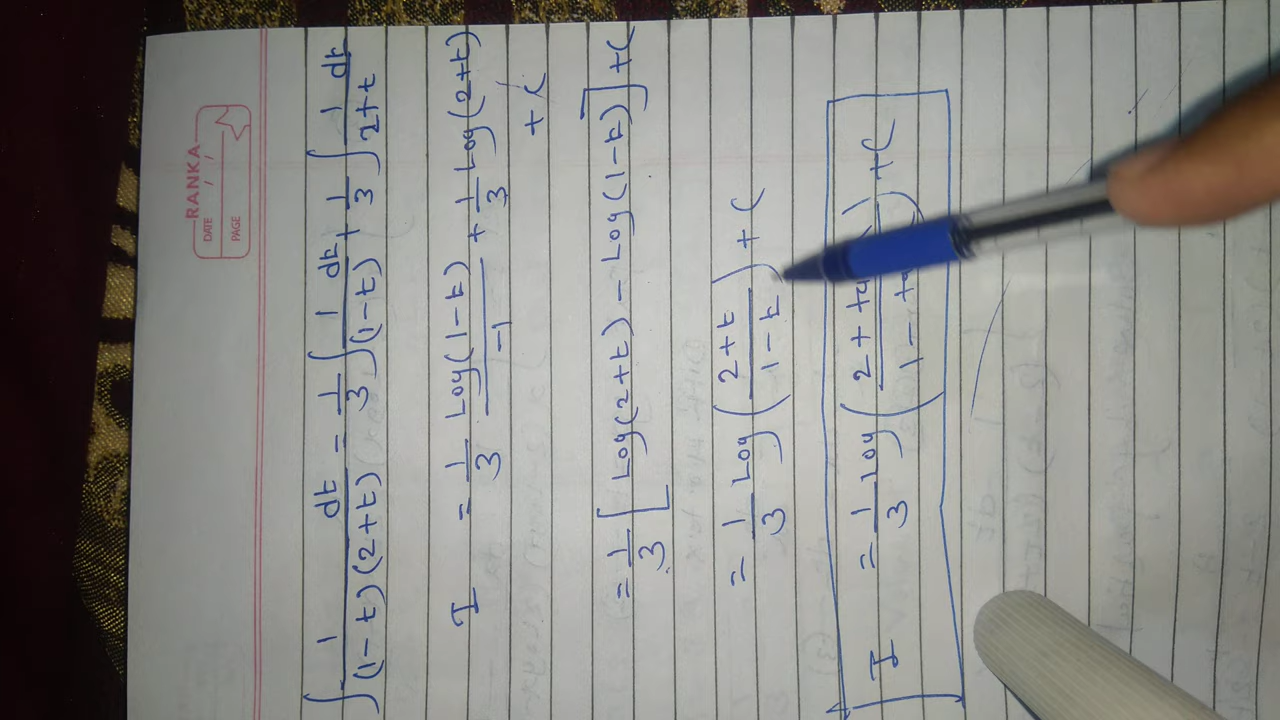 RANKA
DATE / /
PAGE
∫ 1/((1-t)(2+t)) dt = 1/3 ∫ 1/(1-t) dt + 1/3 ∫ 1/(2+t) dt
I = 1/3 Log(1-t)/-1 + 1/3 Log(2+t)
+ C
= 1/3 [Log(2+t) - Log(1-t)] + C
= 1/3 Log((2+t)/(1-t)) + C
I = 1/3 Log((2+ )/(1- )) + C